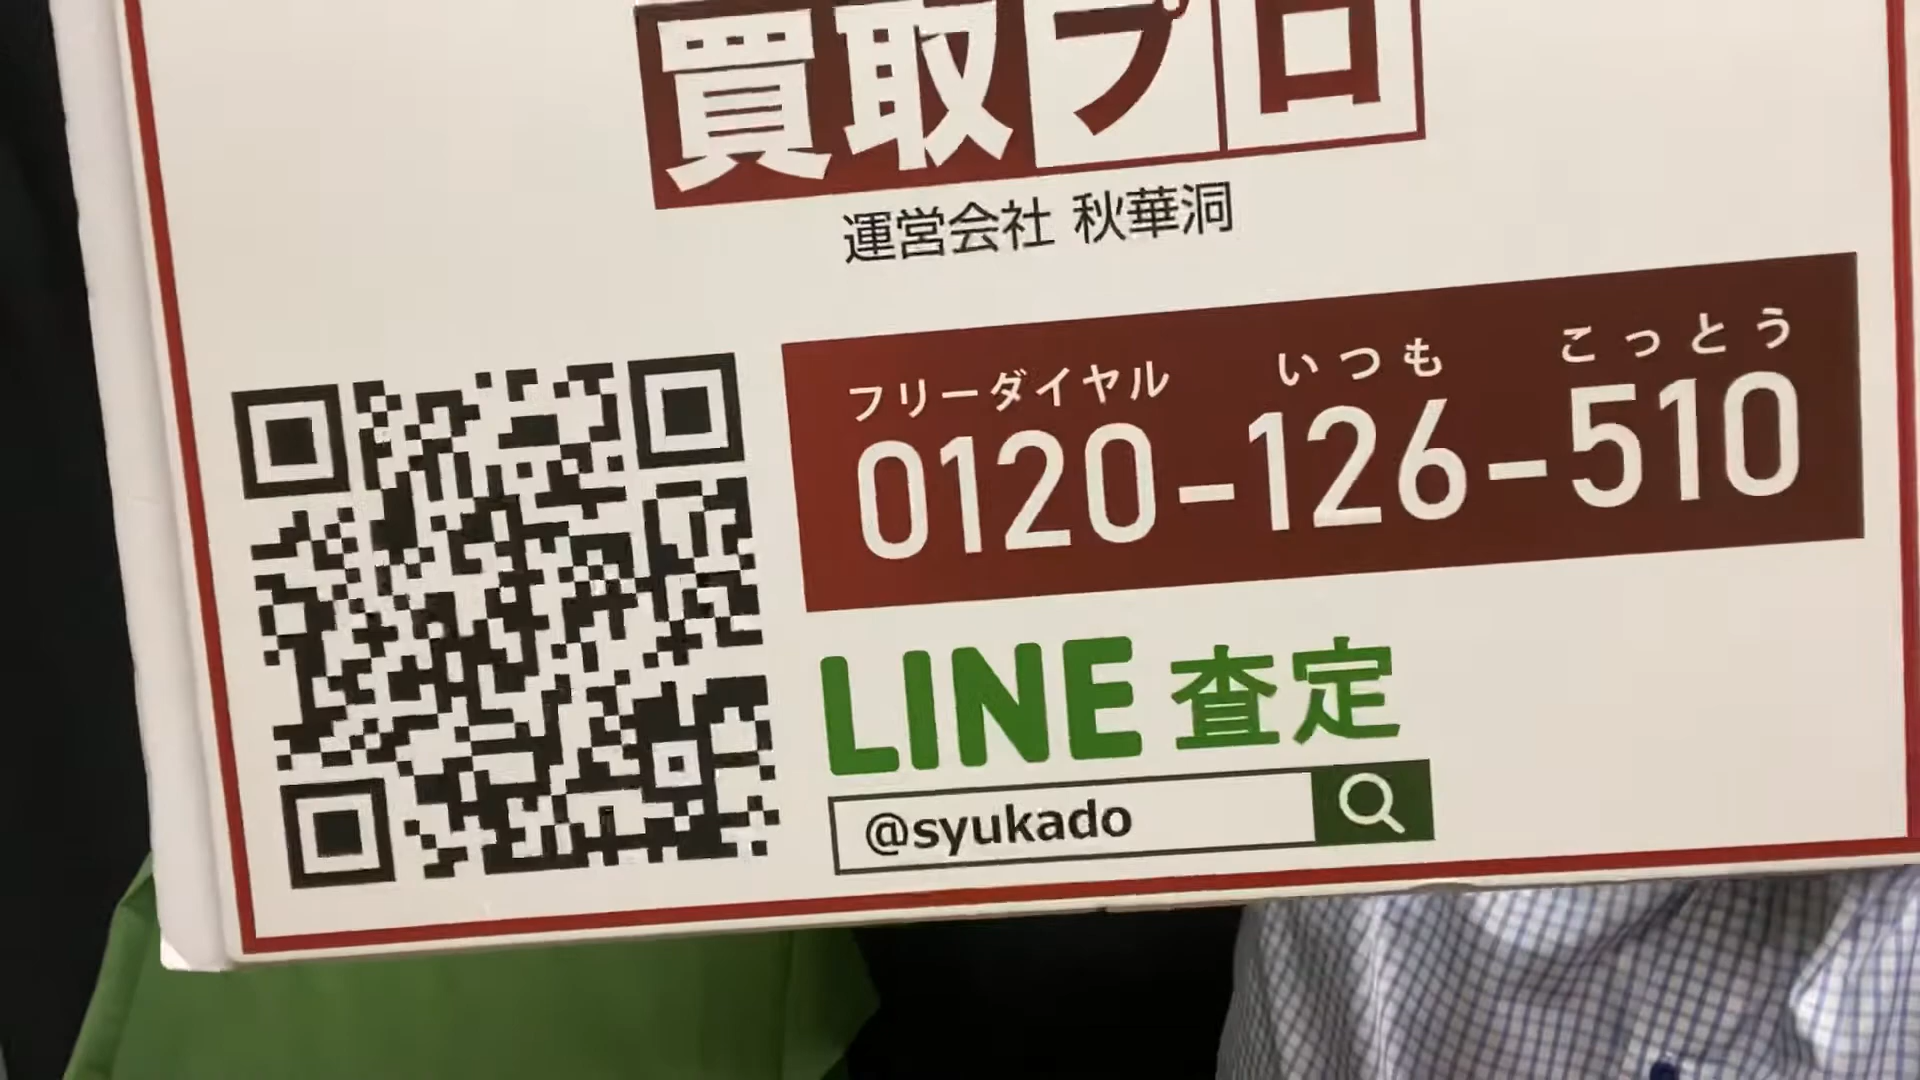 買取プロ
運営会社 秋華洞
フリーダイヤル いつも こっとう
0120-126-510
LINE 査定
@syukado